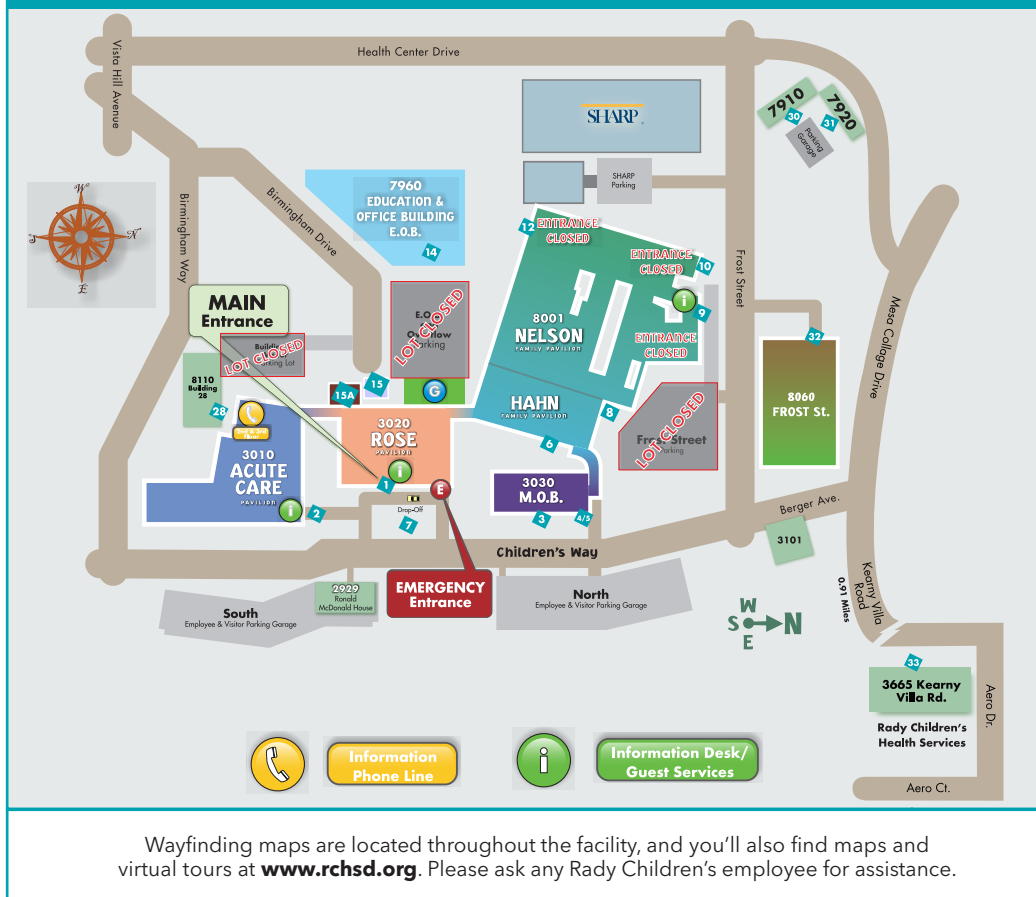 Health Center Drive
Vista Hill Avenue
7910
7920
30
31
Parking
Garage
SHARP
SHARP
Parking
W
S
N
E
Birmingham Way
Birmingham Drive
7960
EDUCATION &
OFFICE BUILDING
E.O.B.
14
12
ENTRANCE
CLOSED
ENTRANCE
CLOSED
10
9
i
Frost Street
MAIN
Entrance
LOT CLOSED
Parking Lot
LOT CLOSED
Parking
8001
NELSON
FAMILY PAVILION
ENTRANCE
CLOSED
32
Mesa Collage Drive
8110
Building
28
28
15A
15
G
HAHN
FAMILY PAVILION
8
6
8060
FROST St.
Frost Street
Parking
LOT CLOSED
3020
ROSE
PAVILION
i
1
3010
ACUTE
CARE
PAVILION
i
2
E
Drop-Off
7
3030
M.O.B.
3
4/5
Berger Ave.
3101
Children's Way
EMERGENCY
Entrance
2929
Ronald
McDonald House
South
Employee & Visitor Parking Garage
North
Employee & Visitor Parking Garage
W
S
N
E
Kearny Villa
Road
0.91 Miles
33
3665 Kearny
Villa Rd.
Rady Children's
Health Services
Aero Dr.
Aero Ct.
Information
Phone Line
i
Information Desk/
Guest Services
Wayfinding maps are located throughout the facility, and you'll also find maps and
virtual tours at www.rchsd.org. Please ask any Rady Children's employee for assistance.